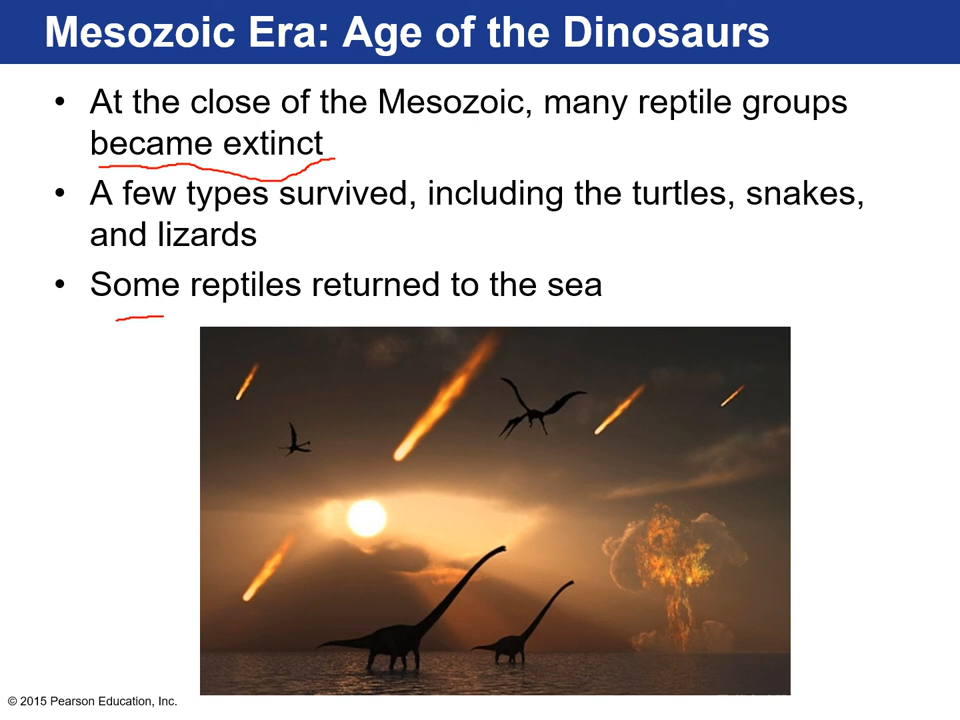 Mesozoic Era: Age of the Dinosaurs
• At the close of the Mesozoic, many reptile groups
became extinct
• A few types survived, including the turtles, snakes,
and lizards
• Some reptiles returned to the sea
© 2015 Pearson Education, Inc.